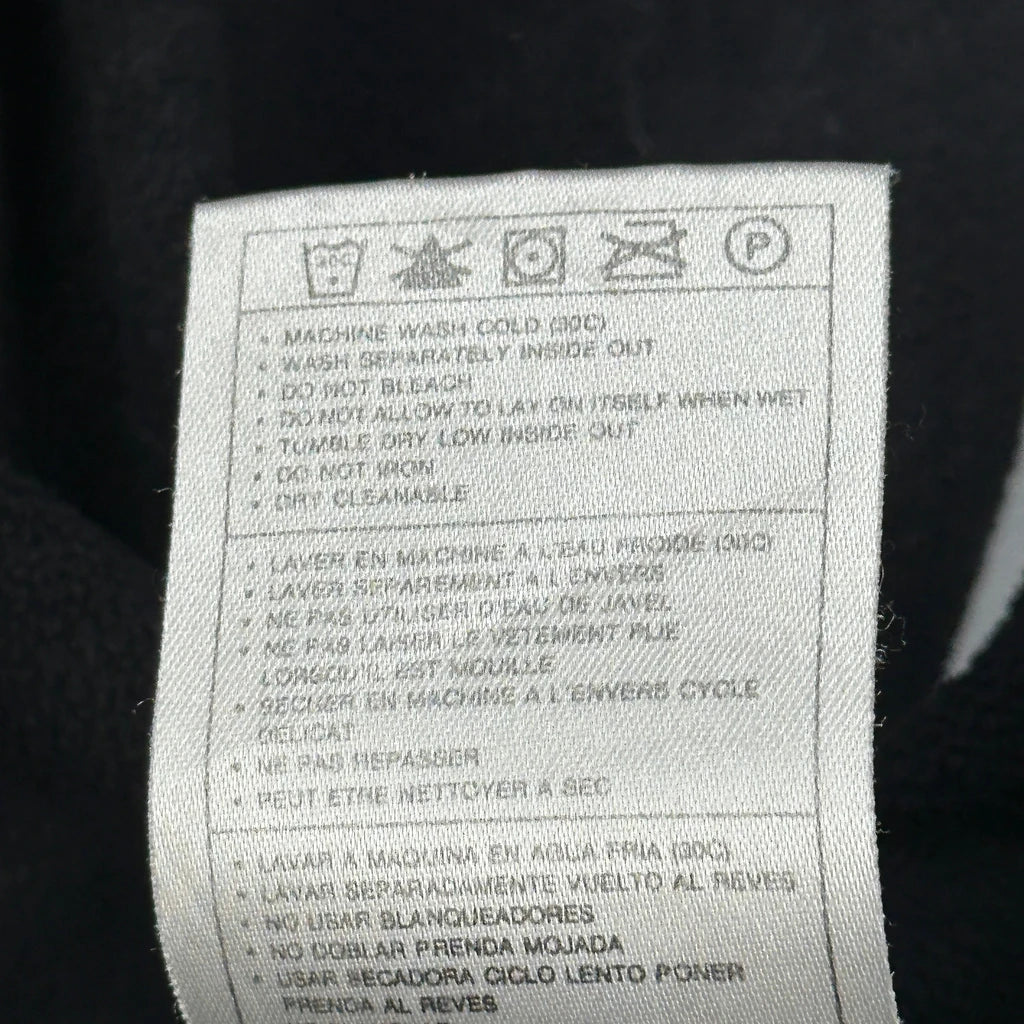 30C
P
• MACHINE WASH COLD (30C)
• WASH SEPARATELY INSIDE OUT
• DO NOT BLEACH
• DO NOT ALLOW TO LAY ON ITSELF WHEN WET
• TUMBLE DRY LOW INSIDE OUT
• DO NOT IRON
• DRY CLEANABLE
• LAVER EN MACHINE A L'EAU FROIDE (30C)
• LAVER SEPAREMENT A L'ENVERS
• NE PAS UTILISER D'EAU DE JAVEL
• NE PAS LAISER LE VETEMENT PLIE
LORSQU'IL EST MOUILLE
• SECHER EN MACHINE A L'ENVERS CYCLE
DELICAT
• NE PAS REPASSER
• PEUT ETRE NETTOYER A SEC
• LAVAR A MAQUINA EN AGUA FRIA (30C)
• LAVAR SEPARADAMENTE VUELTO AL REVES
• NO USAR BLANQUEADORES
• NO DOBLAR PRENDA MOJADA
• USAR SECADORA CICLO LENTO PONER
PRENDA AL REVES